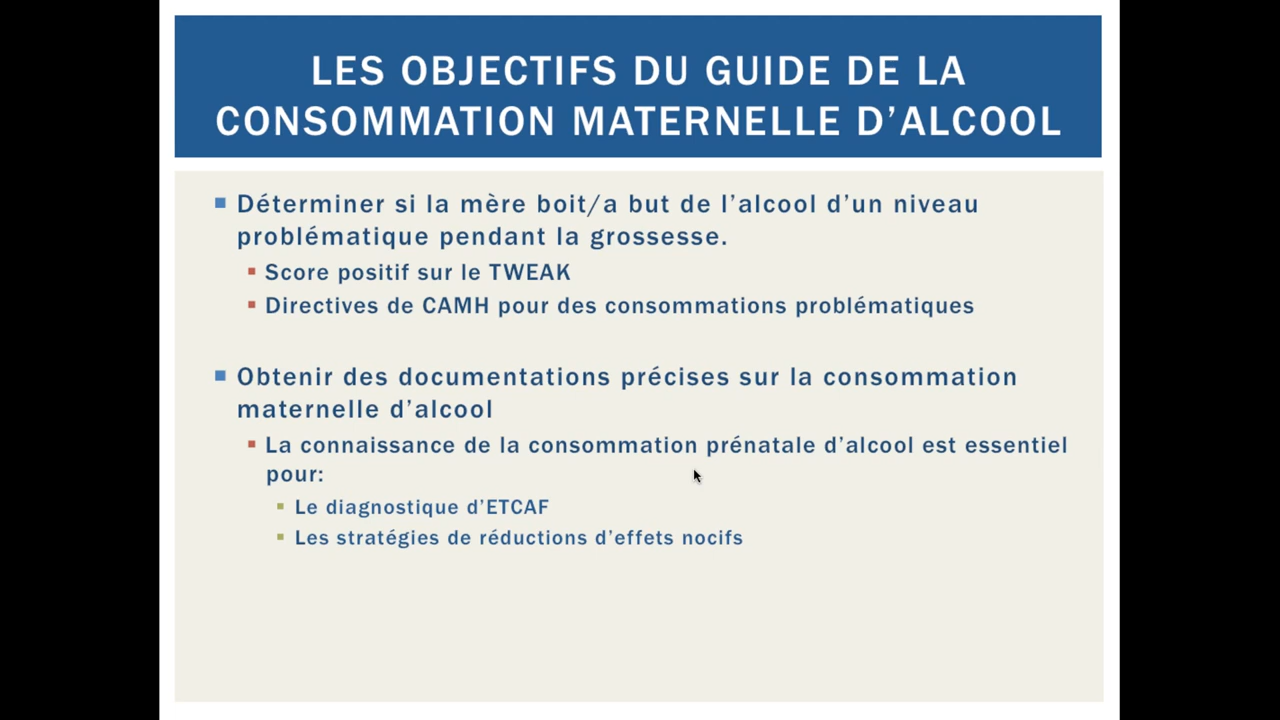 LES OBJECTIFS DU GUIDE DE LA
CONSOMMATION MATERNELLE D’ALCOOL
Déterminer si la mère boit/a but de l’alcool d’un niveau
problématique pendant la grossesse.
Score positif sur le TWEAK
Directives de CAMH pour des consommations problématiques
Obtenir des documentations précises sur la consommation
maternelle d’alcool
La connaissance de la consommation prénatale d’alcool est essentiel
pour:
Le diagnostique d’ETCAF
Les stratégies de réductions d’effets nocifs